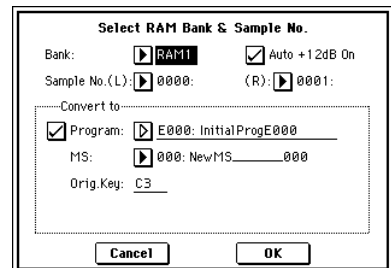 Select RAM Bank & Sample No.
Bank: RAM1 Auto +12dB On
Sample No.(L): 0000: (R): 0001:
Convert to
Program: E000: InitialProgE000
MS: 000: NewMS________000
Orig.Key: C3
Cancel OK